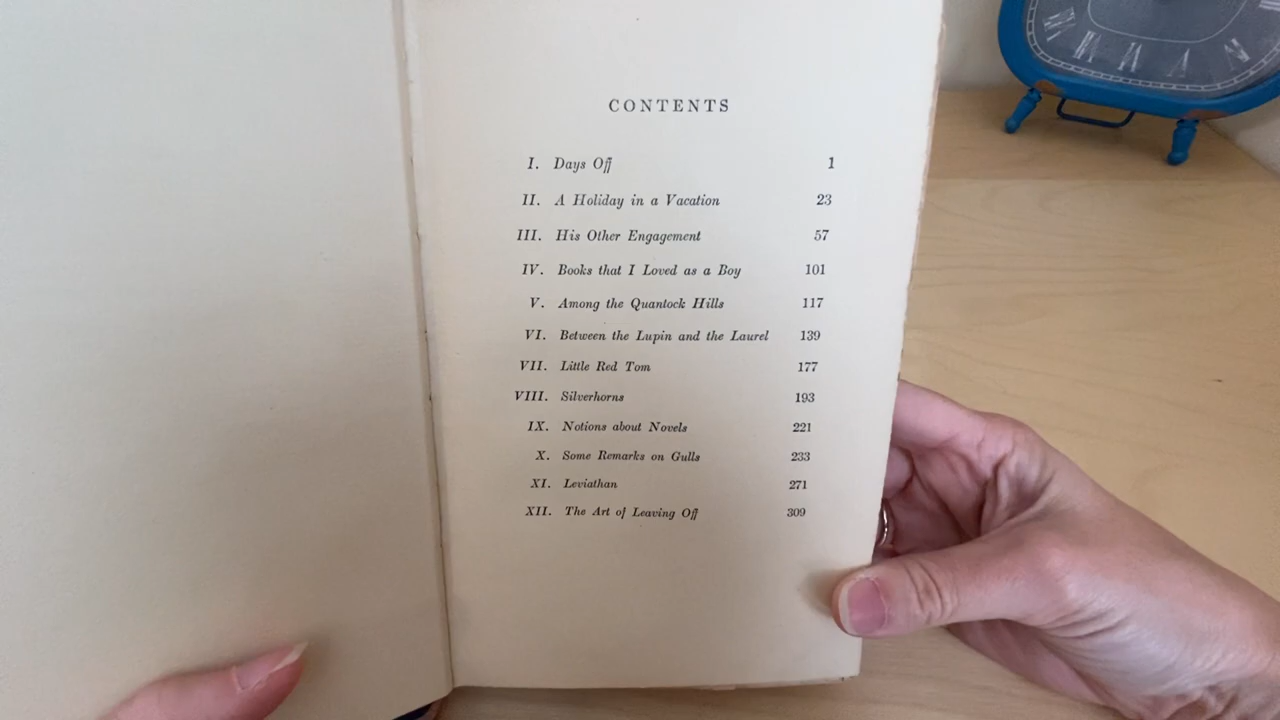 CONTENTS
I. Days Off 1
II. A Holiday in a Vacation 23
III. His Other Engagement 57
IV. Books that I Loved as a Boy 101
V. Among the Quantock Hills 117
VI. Between the Lupin and the Laurel 139
VII. Little Red Tom 177
VIII. Silverhorns 193
IX. Notions about Novels 221
X. Some Remarks on Gulls 233
XI. Leviathan 271
XII. The Art of Leaving Off 309